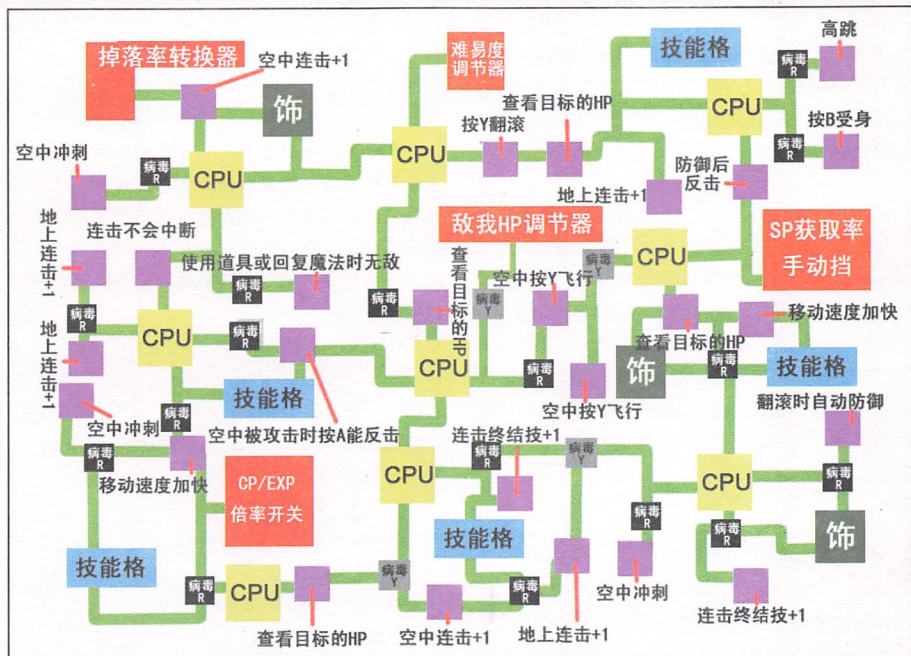 高跳
掉落率转换器
空中连击+1
难易度
调节器
技能格
病毒
R
CPU
饰
查看目标的HP
按Y翻滚
CPU
病毒
R
按B受身
空中冲刺
病毒
R
CPU
防御后
反击
地上连击+1
地上连击+1
连击不会中断
敌我HP调节器
CPU
SP获取率
手动挡
使用道具或回复魔法时无敌
病毒
R
病毒
R
查看目标的HP
病毒
Y
空中按Y飞行
病毒
Y
移动速度加快
病毒
R
CPU
病毒
R
CPU
查看目标的HP
地上连击+1
技能格
病毒
R
饰
病毒
R
技能格
空中冲刺
病毒
R
空中被攻击时按A能反击
空中按Y飞行
翻滚时自动防御
病毒
R
移动速度加快
CP/EXP
倍率开关
CPU
连击终结技+1
病毒
R
病毒
Y
CPU
病毒
R
技能格
技能格
病毒
R
病毒
R
饰
病毒
R
CPU
病毒
Y
病毒
R
空中冲刺
查看目标的HP
空中连击+1
地上连击+1
连击终结技+1